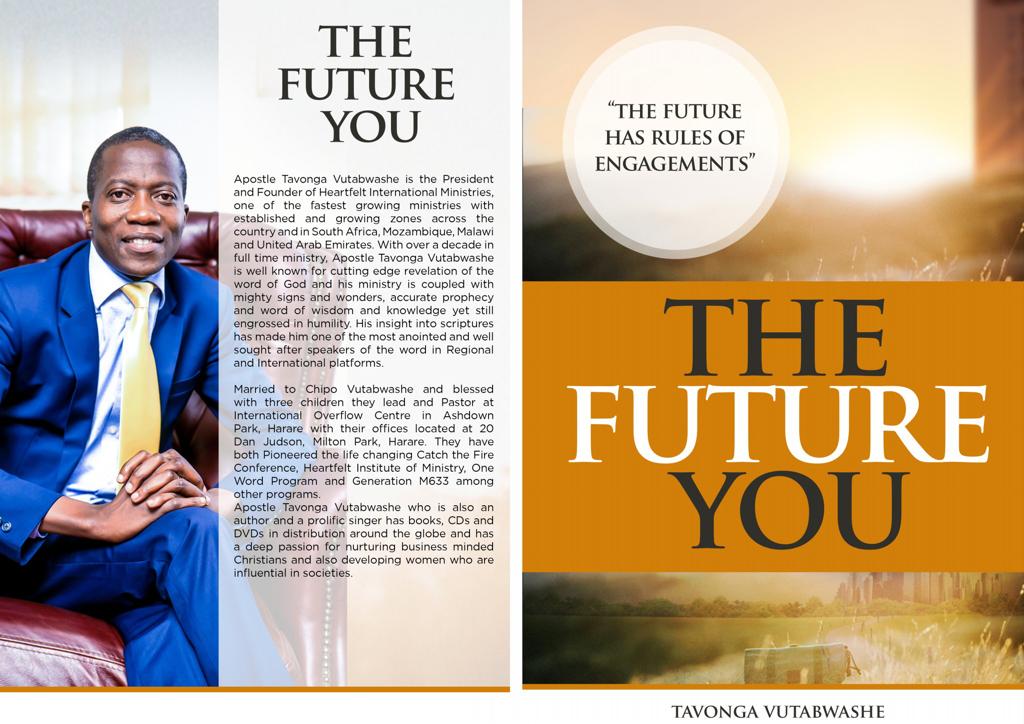 THE
FUTURE
YOU
Apostle Tavonga Vutabwashe is the President
and Founder of Heartfelt International Ministries,
one of the fastest growing ministries with
established and growing zones across the
country and in South Africa, Mozambique, Malawi
and United Arab Emirates. With over a decade in
full time ministry, Apostle Tavonga Vutabwashe
is well known for cutting edge revelation of the
word of God and his ministry is coupled with
mighty signs and wonders, accurate prophecy
and word of wisdom and knowledge yet still
engrossed in humility. His insight into scriptures
has made him one of the most anointed and well
sought after speakers of the word in Regional
and International platforms.
Married to Chipo Vutabwashe and blessed
with three children they lead and Pastor at
International Overflow Centre in Ashdown
Park, Harare with their offices located at 20
Dan Judson, Milton Park, Harare. They have
both Pioneered the life changing Catch the Fire
Conference, Heartfelt Institute of Ministry, One
Word Program and Generation M633 among
other programs.
Apostle Tavonga Vutabwashe who is also an
author and a prolific singer has books, CDs and
DVDs in distribution around the globe and has
a deep passion for nurturing business minded
Christians and also developing women who are
influential in societies.
“THE FUTURE
HAS RULES OF
ENGAGEMENTS”
THE
FUTURE
YOU
TAVONGA VUTABWASHE